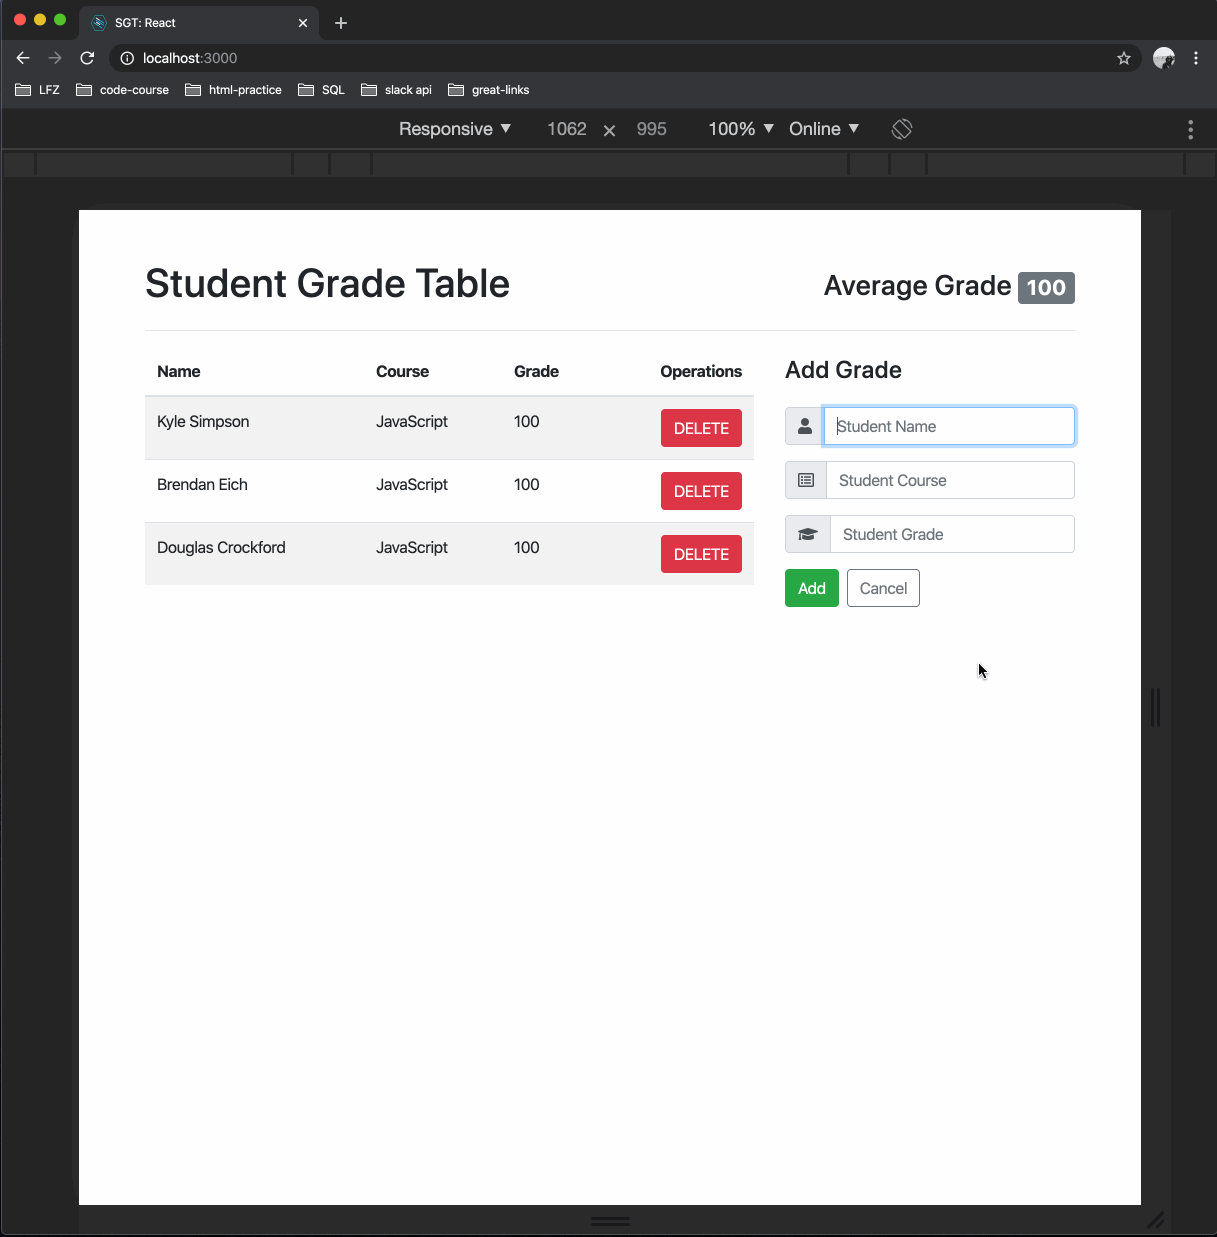 SGT: React
localhost:3000
LFZ code-course html-practice SQL slack api great-links
Responsive 1062 × 995 100% Online
Student Grade Table
Average Grade 100
Name Course Grade Operations
Kyle Simpson JavaScript 100 DELETE
Brendan Eich JavaScript 100 DELETE
Douglas Crockford JavaScript 100 DELETE
Add Grade
Student Name
Student Course
Student Grade
Add Cancel